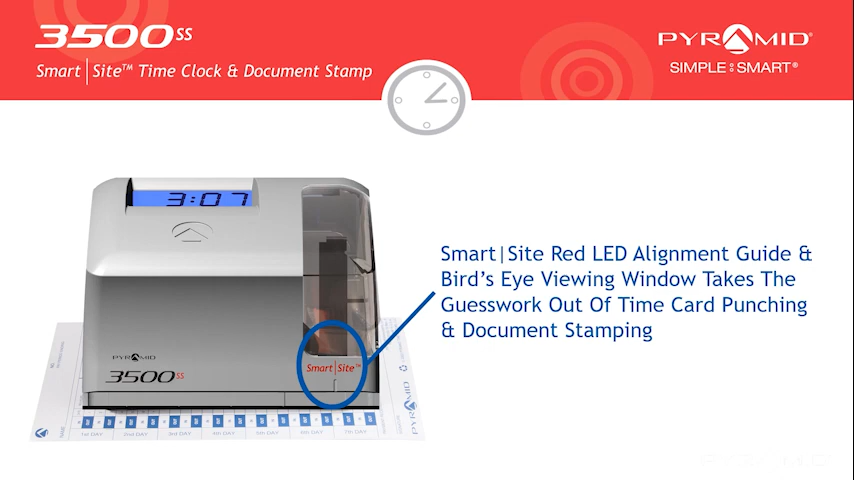 3500SS
Smart|Site™ Time Clock & Document Stamp
PYRAMID®
SIMPLE:SMART®
3:07
Smart|Site Red LED Alignment Guide &
Bird's Eye Viewing Window Takes The
Guesswork Out Of Time Card Punching
& Document Stamping
PYRAMID
3500SS
Smart|Site™
1st DAY 2nd DAY 3rd DAY 4th DAY 5th DAY 6th DAY 7th DAY
PYRAMID